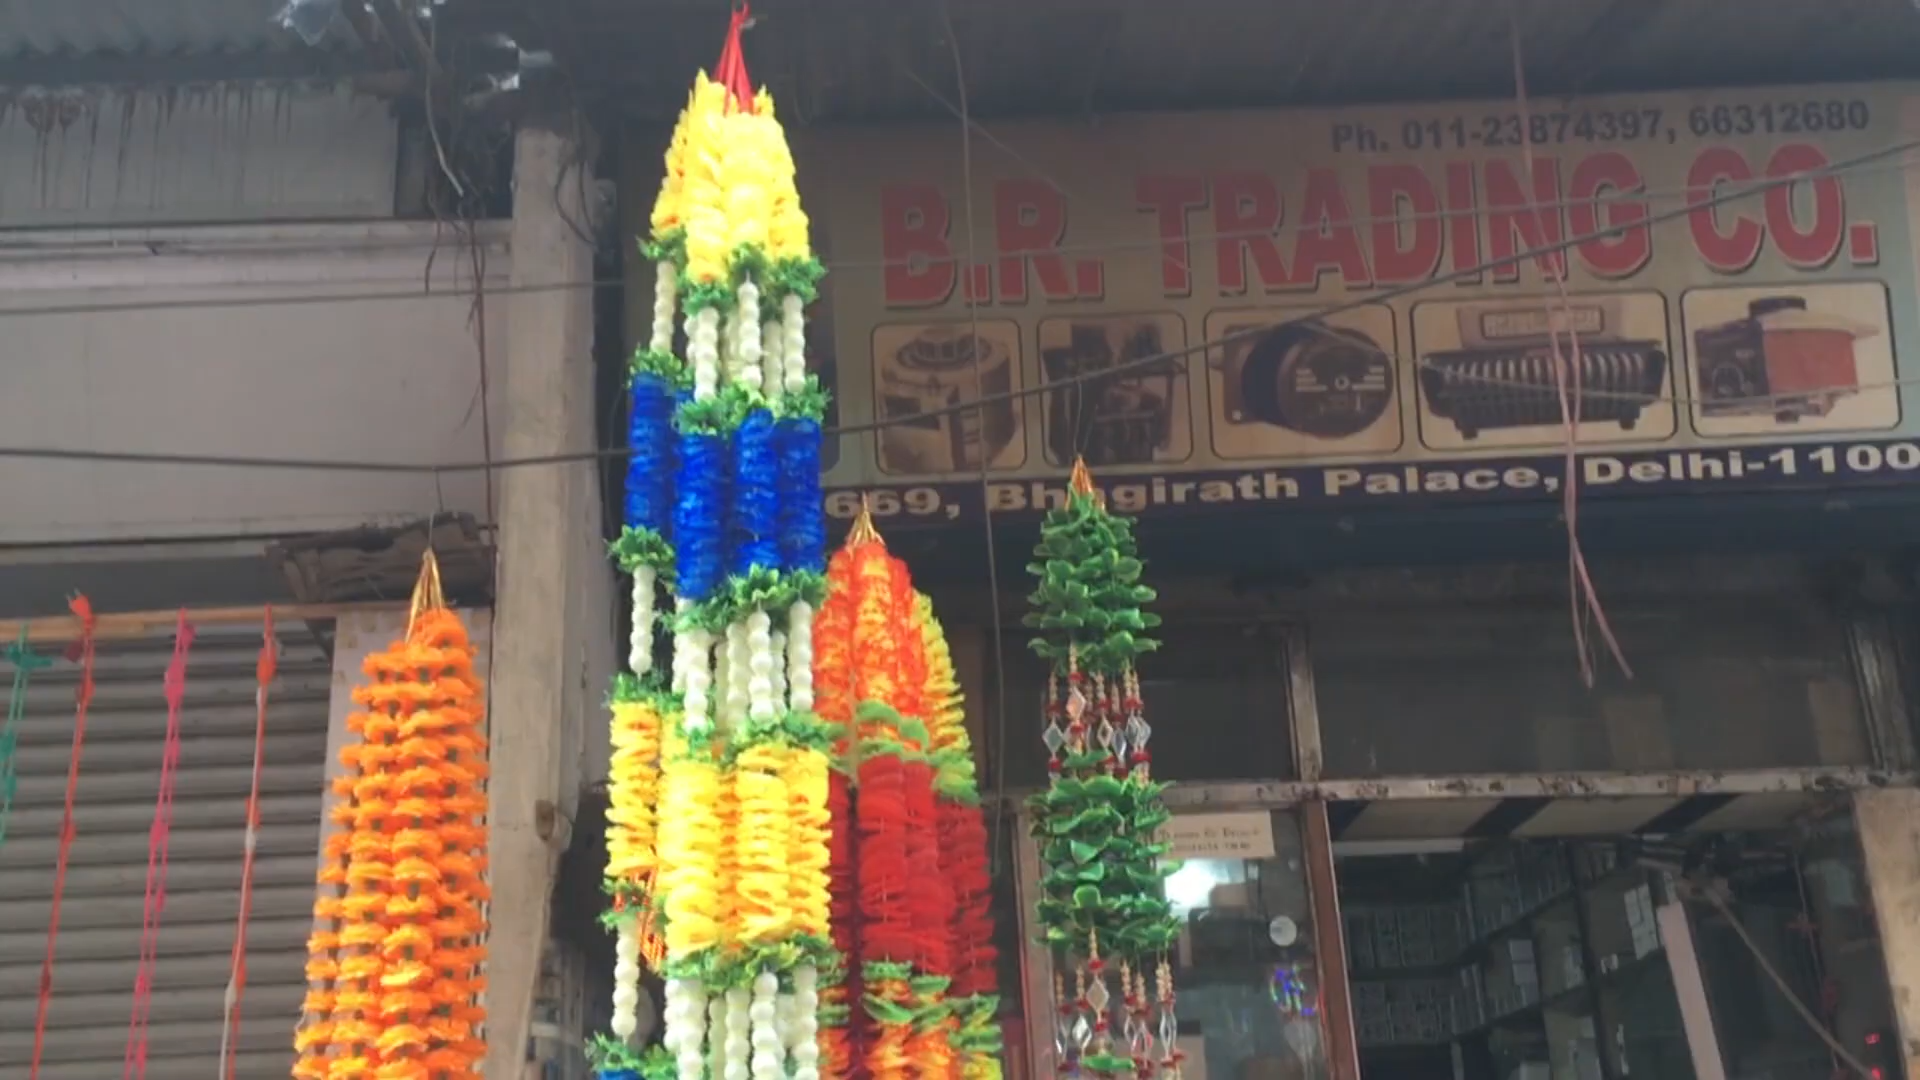 Ph. 011-23874397, 66312680
B.R. TRADING CO.
669, Bhagirath Palace, Delhi-1100